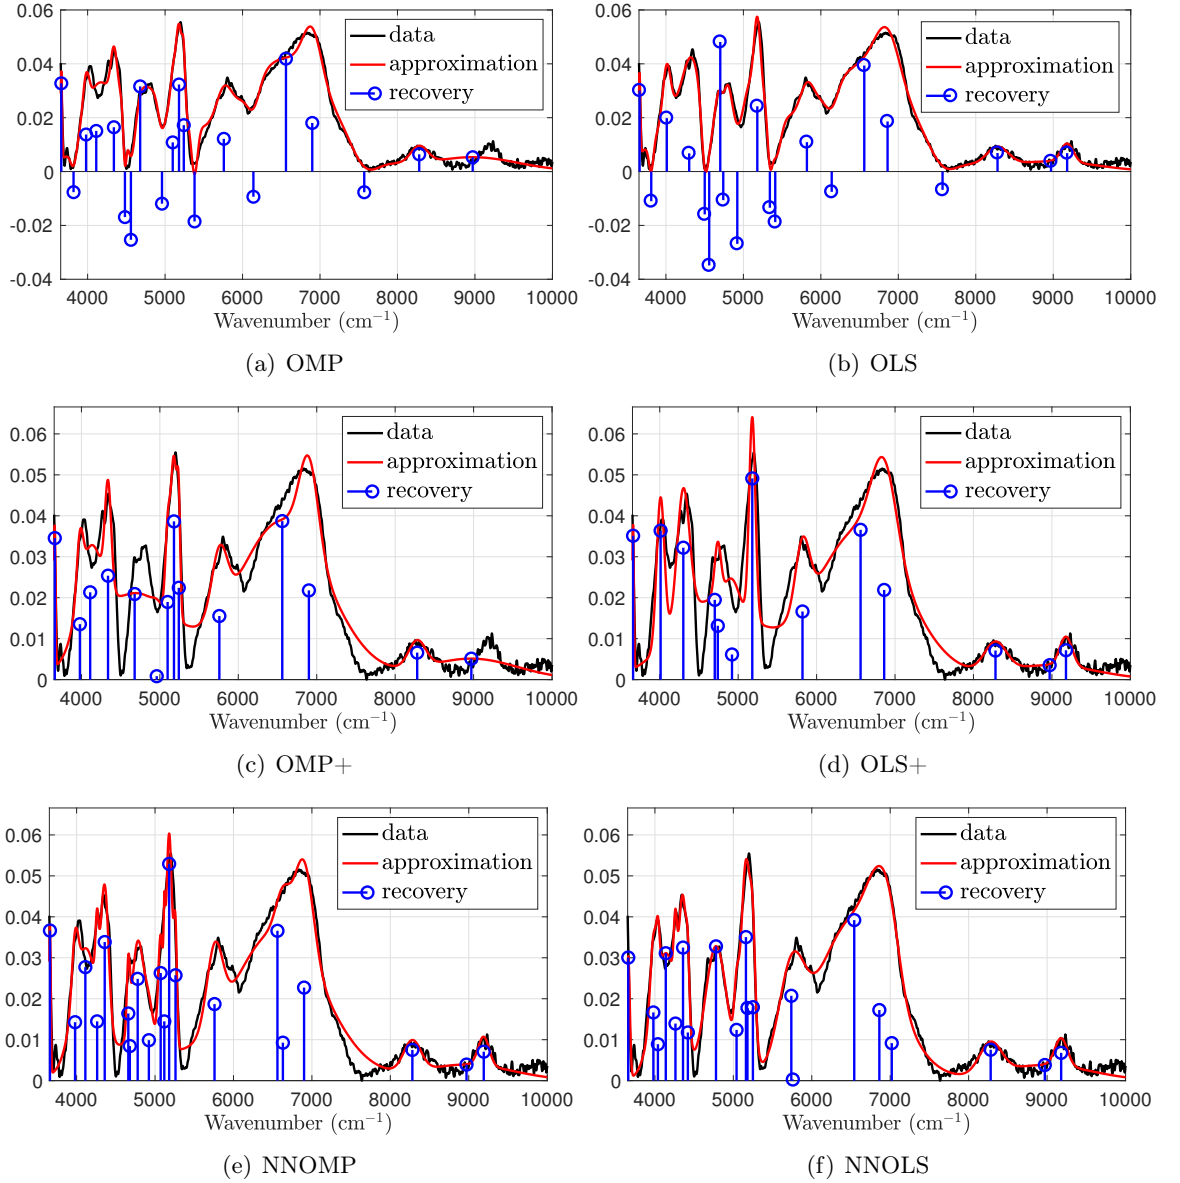 0.06
0.04
0.02
0
-0.02
-0.04
data
approximation
recovery
4000 5000 6000 7000 8000 9000 10000
Wavenumber (cm⁻¹)
(a) OMP
0.06
0.04
0.02
0
-0.02
-0.04
data
approximation
recovery
4000 5000 6000 7000 8000 9000 10000
Wavenumber (cm⁻¹)
(b) OLS
0.06
0.05
0.04
0.03
0.02
0.01
0
data
approximation
recovery
4000 5000 6000 7000 8000 9000 10000
Wavenumber (cm⁻¹)
(c) OMP+
0.06
0.05
0.04
0.03
0.02
0.01
0
data
approximation
recovery
4000 5000 6000 7000 8000 9000 10000
Wavenumber (cm⁻¹)
(d) OLS+
0.06
0.05
0.04
0.03
0.02
0.01
0
data
approximation
recovery
4000 5000 6000 7000 8000 9000 10000
Wavenumber (cm⁻¹)
(e) NNOMP
0.06
0.05
0.04
0.03
0.02
0.01
0
data
approximation
recovery
4000 5000 6000 7000 8000 9000 10000
Wavenumber (cm⁻¹)
(f) NNOLS